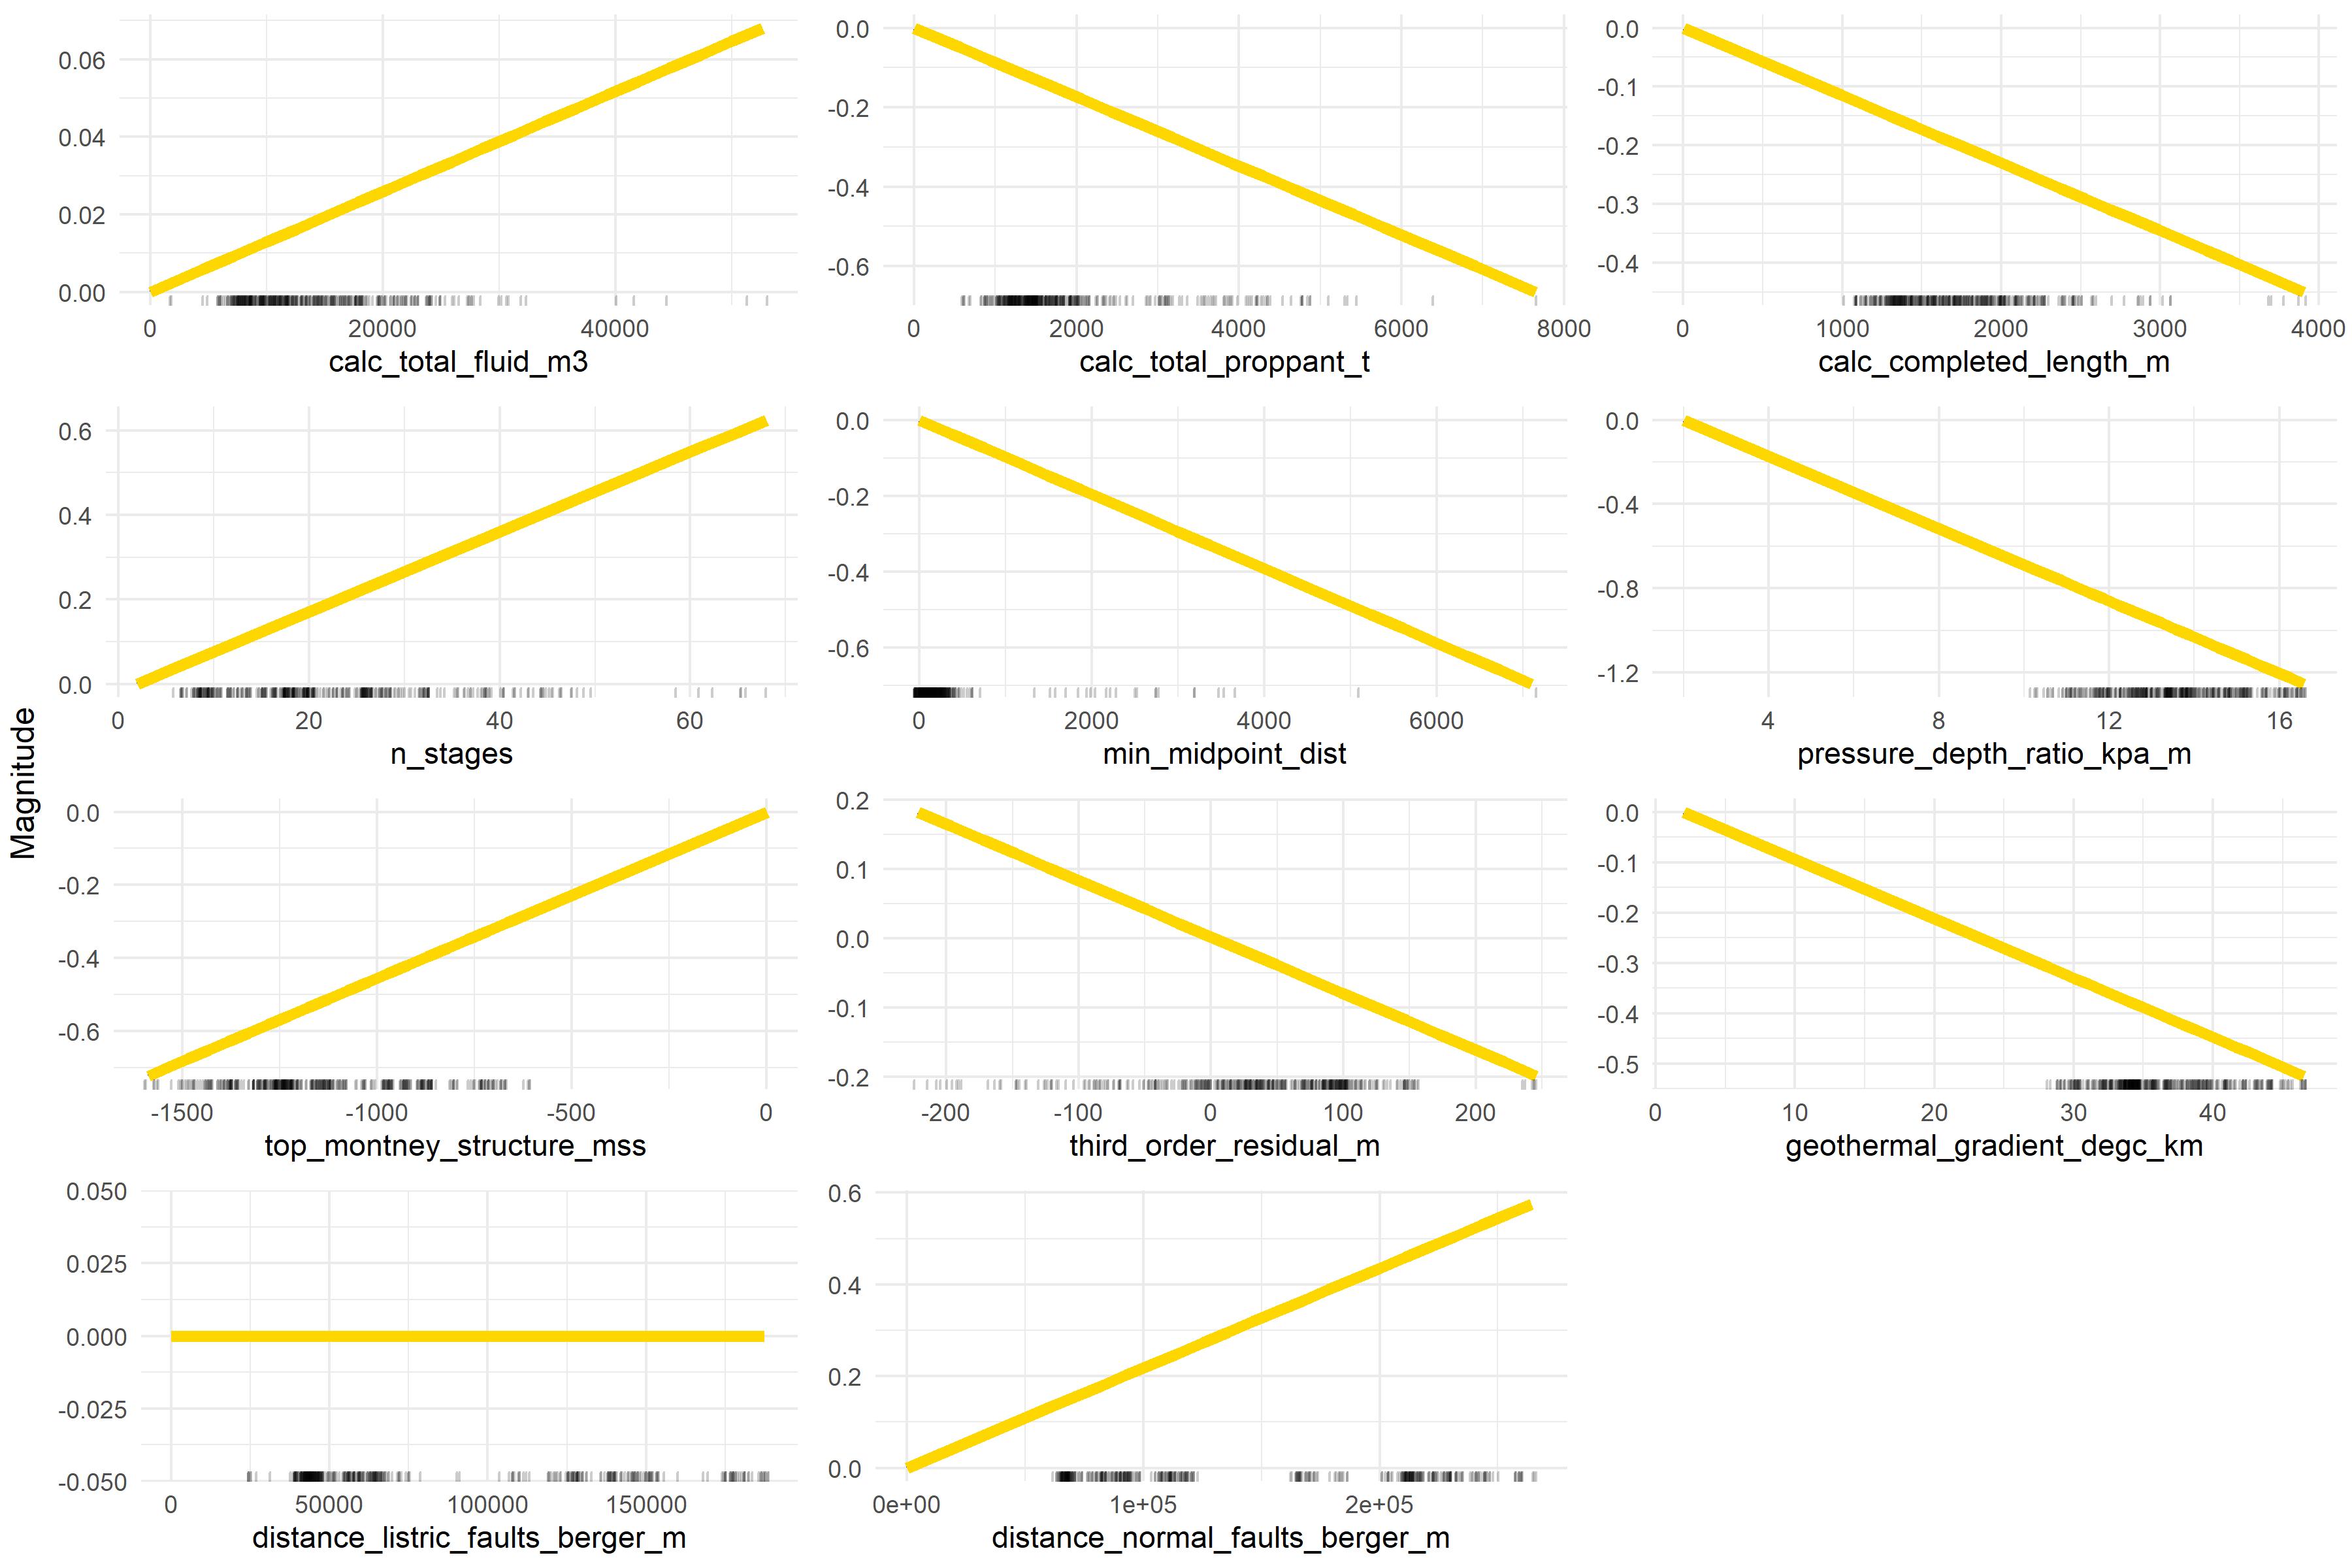 Magnitude
0.06
0.04
0.02
0.00
0 20000 40000
calc_total_fluid_m3
0.0
-0.2
-0.4
-0.6
0 2000 4000 6000 8000
calc_total_proppant_t
0.0
-0.1
-0.2
-0.3
-0.4
0 1000 2000 3000 4000
calc_completed_length_m
0.6
0.4
0.2
0.0
0 20 40 60
n_stages
0.0
-0.2
-0.4
-0.6
0 2000 4000 6000
min_midpoint_dist
0.0
-0.4
-0.8
-1.2
4 8 12 16
pressure_depth_ratio_kpa_m
0.0
-0.2
-0.4
-0.6
-1500 -1000 -500 0
top_montney_structure_mss
0.2
0.1
0.0
-0.1
-0.2
-200 -100 0 100 200
third_order_residual_m
0.0
-0.1
-0.2
-0.3
-0.4
-0.5
0 10 20 30 40
geothermal_gradient_degc_km
0.050
0.025
0.000
-0.025
-0.050
0 50000 100000 150000
distance_listric_faults_berger_m
0.6
0.4
0.2
0.0
0e+00 1e+05 2e+05
distance_normal_faults_berger_m